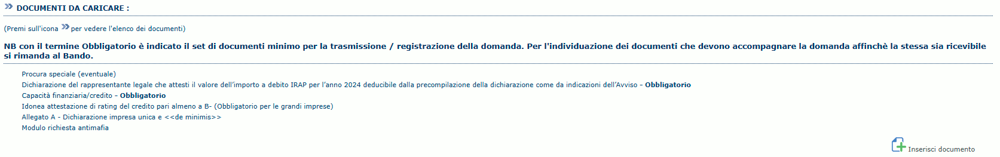 DOCUMENTI DA CARICARE :
(Premi sull'icona per vedere l'elenco dei documenti)
NB con il termine Obbligatorio è indicato il set di documenti minimo per la trasmissione / registrazione della domanda. Per l'individuazione dei documenti che devono accompagnare la domanda affinchè la stessa sia ricevibile
si rimanda al Bando.
Procura speciale (eventuale)
Dichiarazione del rappresentante legale che attesti il valore dell’importo a debito IRAP per l’anno 2024 deducibile dalla precompilazione della dichiarazione come da indicazioni dell’Avviso - Obbligatorio
Capacità finanziaria/credito - Obbligatorio
Idonea attestazione di rating del credito pari almeno a B- (Obbligatorio per le grandi imprese)
Allegato A - Dichiarazione impresa unica e <<de minimis>>
Modulo richiesta antimafia
Inserisci documento